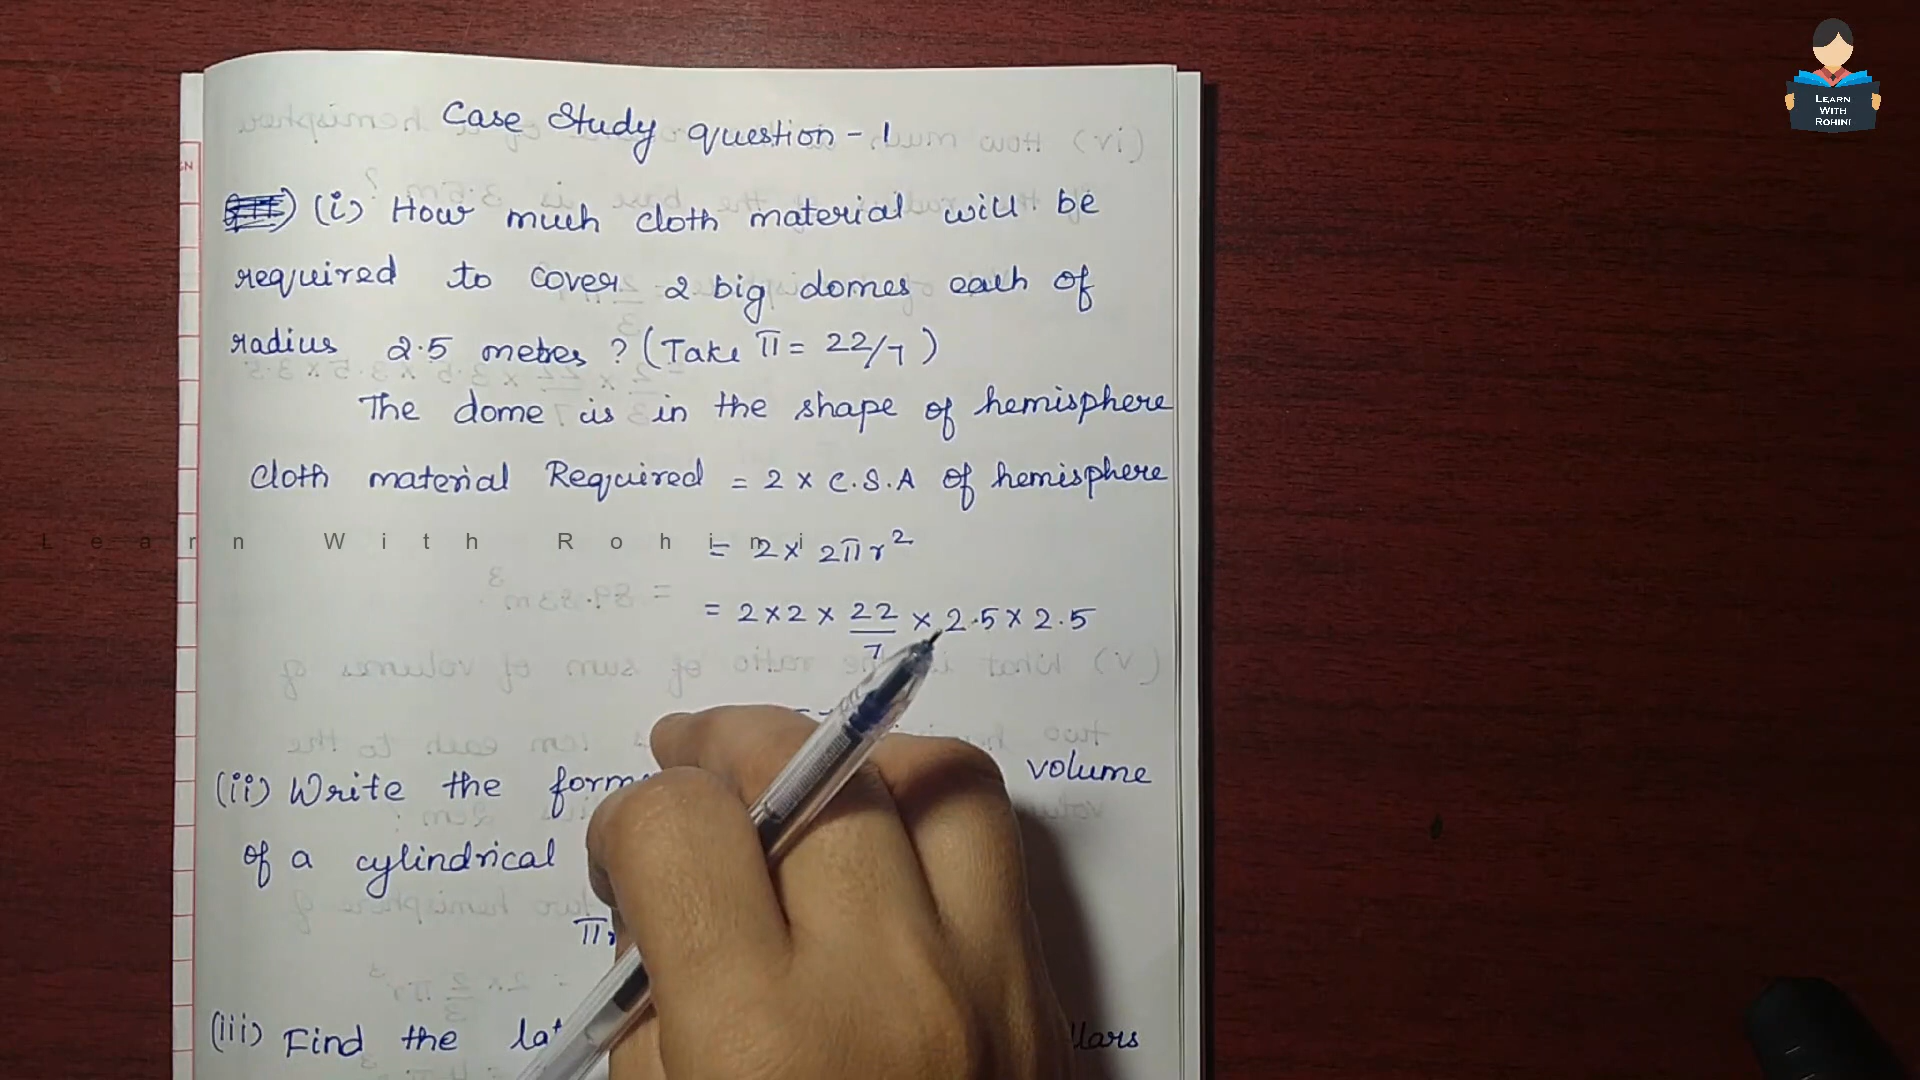 Case Study question - 1
(i) How much cloth material will be
required to cover 2 big domes each of
radius 2.5 metres ? (Take π = 22/7 )
The dome is in the shape of hemisphere
Cloth material Required = 2 × C.S.A of hemisphere
Learn With Rohini
= 2 × 2πr²
= 2×2 × 22/7 × 2.5 × 2.5
(ii) Write the volume
of a cylindrical
(iii) Find the
LEARN
WITH
ROHINI